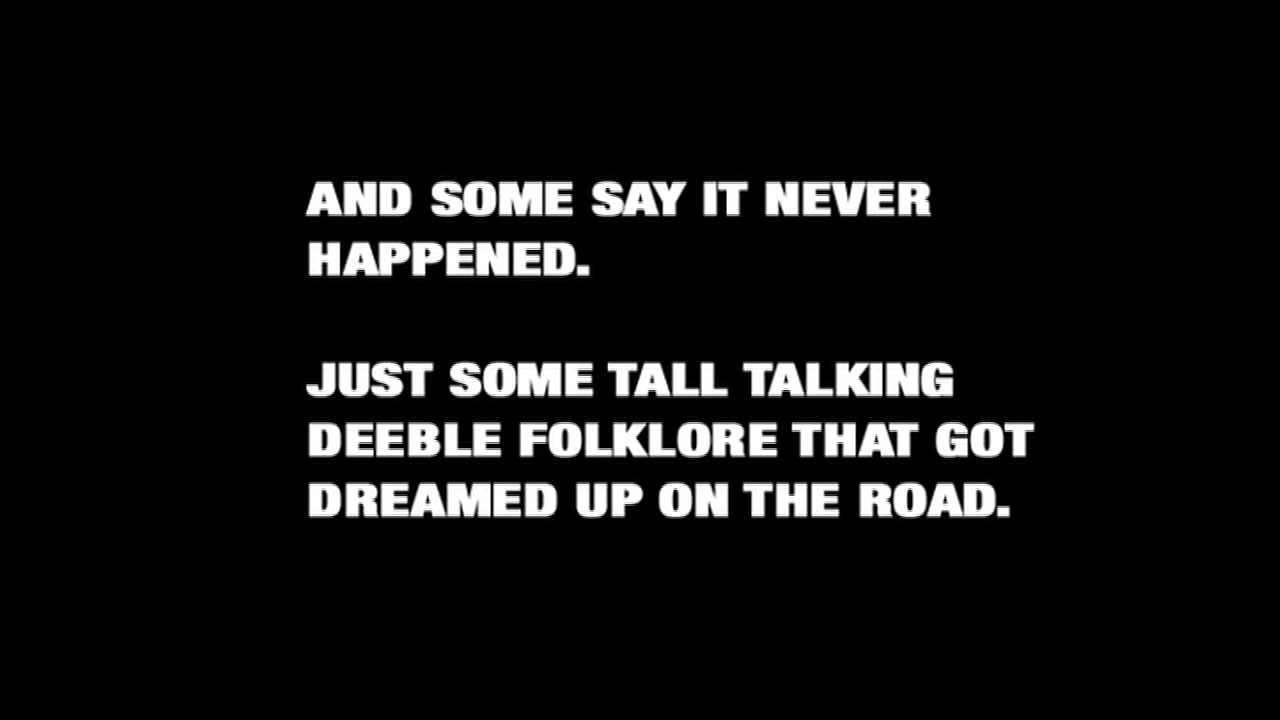 AND SOME SAY IT NEVER
HAPPENED.
JUST SOME TALL TALKING
DEEBLE FOLKLORE THAT GOT
DREAMED UP ON THE ROAD.